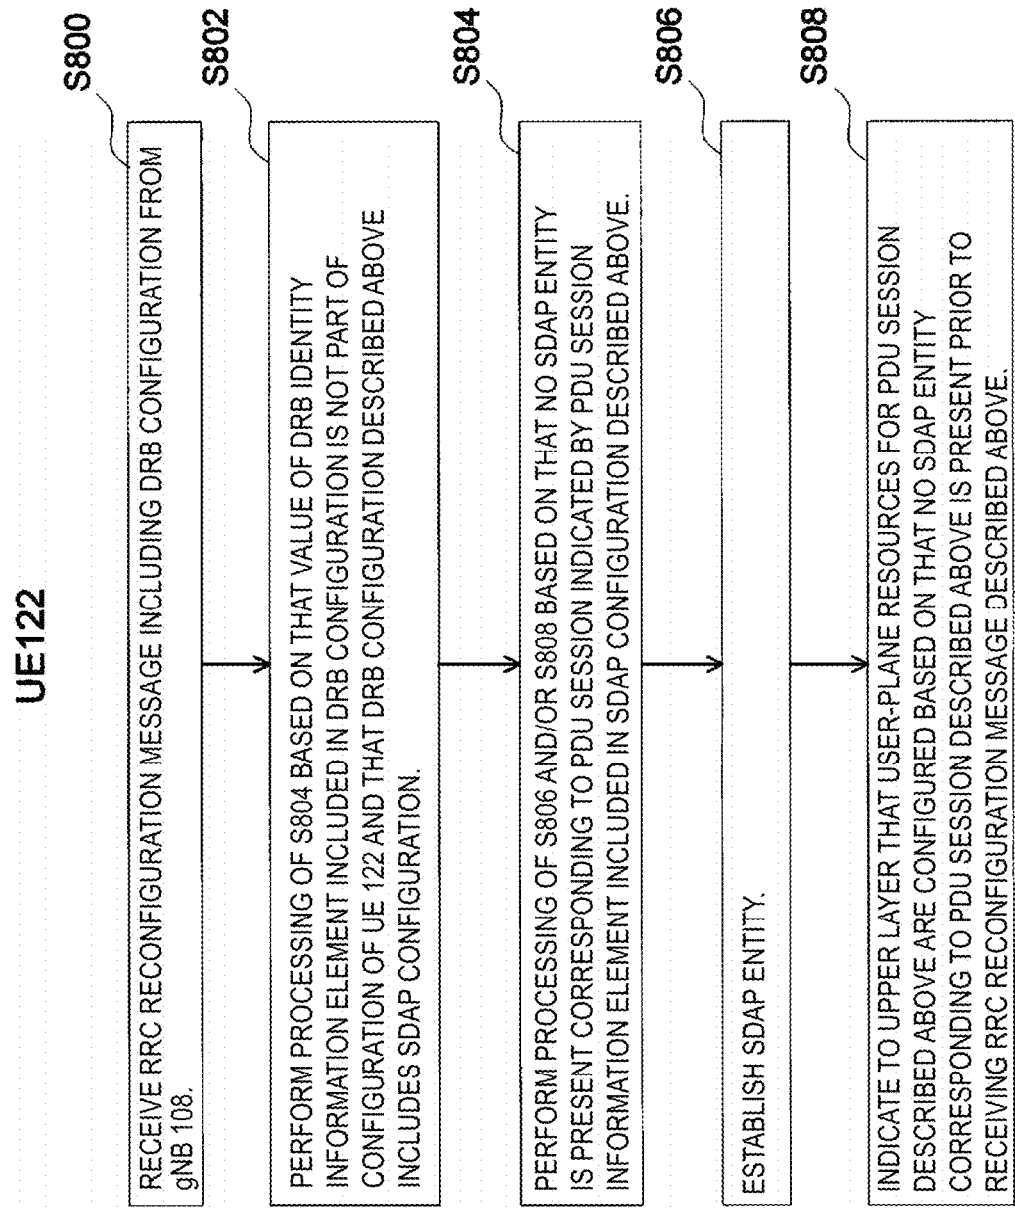 UE122
S800
RECEIVE RRC RECONFIGURATION MESSAGE INCLUDING DRB CONFIGURATION FROM
gNB 108.
S802
PERFORM PROCESSING OF S804 BASED ON THAT VALUE OF DRB IDENTITY
INFORMATION ELEMENT INCLUDED IN DRB CONFIGURATION IS NOT PART OF
CONFIGURATION OF UE 122 AND THAT DRB CONFIGURATION DESCRIBED ABOVE
INCLUDES SDAP CONFIGURATION.
S804
PERFORM PROCESSING OF S806 AND/OR S808 BASED ON THAT NO SDAP ENTITY
IS PRESENT CORRESPONDING TO PDU SESSION INDICATED BY PDU SESSION
INFORMATION ELEMENT INCLUDED IN SDAP CONFIGURATION DESCRIBED ABOVE.
S806
ESTABLISH SDAP ENTITY.
S808
INDICATE TO UPPER LAYER THAT USER-PLANE RESOURCES FOR PDU SESSION
DESCRIBED ABOVE ARE CONFIGURED BASED ON THAT NO SDAP ENTITY
CORRESPONDING TO PDU SESSION DESCRIBED ABOVE IS PRESENT PRIOR TO
RECEIVING RRC RECONFIGURATION MESSAGE DESCRIBED ABOVE.